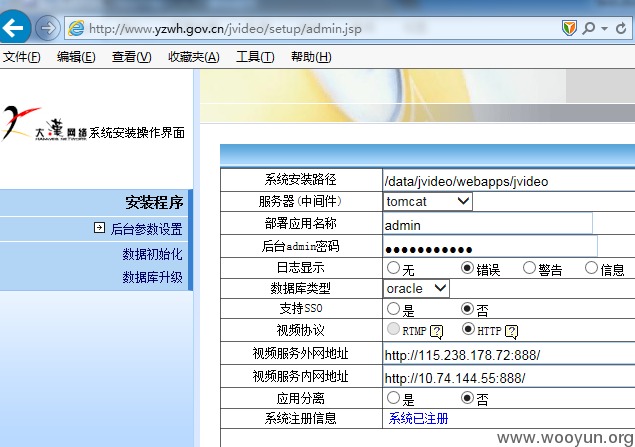 http://www.yzwh.gov.cn/jvideo/setup/admin.jsp
文件(F) 编辑(E) 查看(V) 收藏夹(A) 工具(T) 帮助(H)
大漢网络 系统安装操作界面
HANWEB NETWORK
安装程序
后台参数设置
数据初始化
数据库升级
系统安装路径 /data/jvideo/webapps/jvideo
服务器(中间件) tomcat
部署应用名称 admin
后台admin密码 ●●●●●●●●●●●
日志显示 无 错误 警告 信息
数据库类型 oracle
支持SSO 是 否
视频协议 RTMP ? HTTP ?
视频服务外网地址 http://115.238.178.72:888/
视频服务内网地址 http://10.74.144.55:888/
应用分离 是 否
系统注册信息 系统已注册
www.wooyun.org